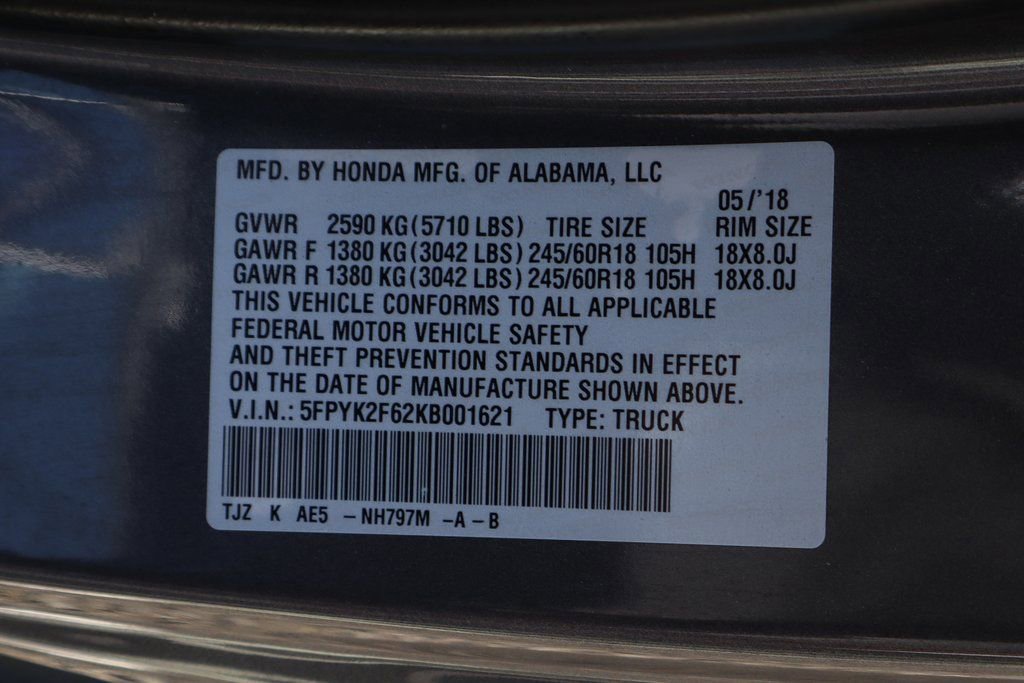 MFD. BY HONDA MFG. OF ALABAMA, LLC
05/'18
GVWR 2590 KG(5710 LBS) TIRE SIZE RIM SIZE
GAWR F 1380 KG(3042 LBS) 245/60R18 105H 18X8.0J
GAWR R 1380 KG(3042 LBS) 245/60R18 105H 18X8.0J
THIS VEHICLE CONFORMS TO ALL APPLICABLE
FEDERAL MOTOR VEHICLE SAFETY
AND THEFT PREVENTION STANDARDS IN EFFECT
ON THE DATE OF MANUFACTURE SHOWN ABOVE.
V.I.N.: 5FPYK2F62KB001621 TYPE: TRUCK
TJZ K AE5 -NH797M -A-B